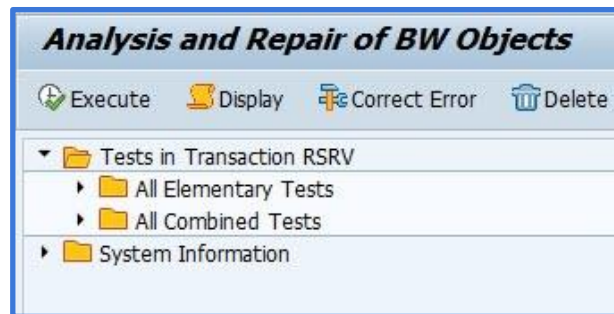 Analysis and Repair of BW Objects
Execute Display Correct Error Delete
Tests in Transaction RSRV
All Elementary Tests
All Combined Tests
System Information